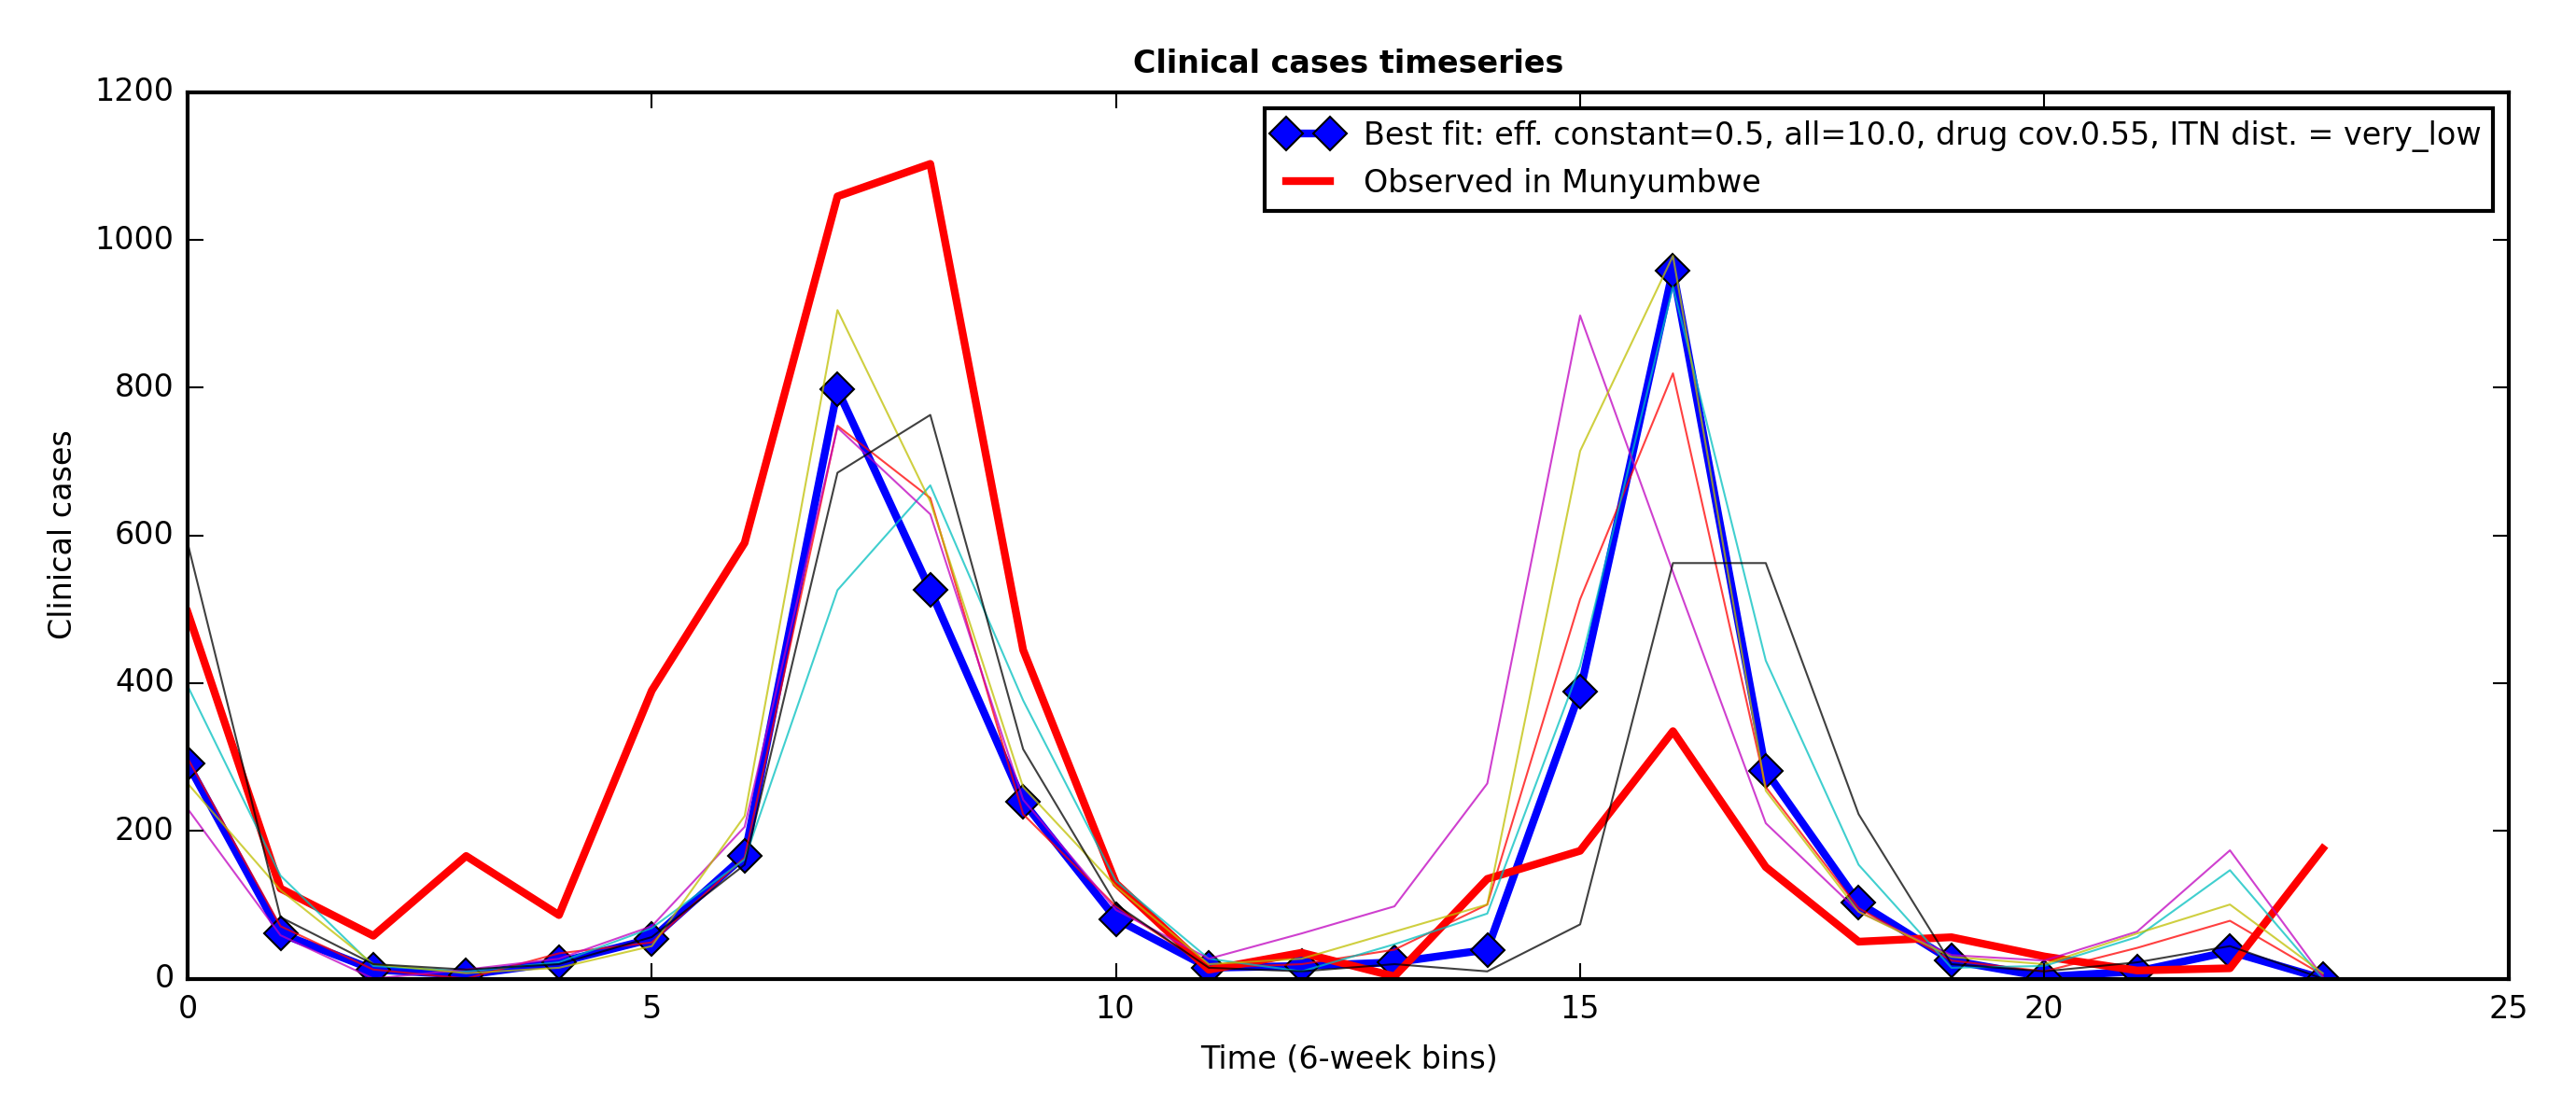 Clinical cases timeseries
1200
1000
800
600
400
200
0
Clinical cases
Best fit: eff. constant=0.5, all=10.0, drug cov.0.55, ITN dist. = very_low
Observed in Munyumbwe
0 5 10 15 20 25
Time (6-week bins)